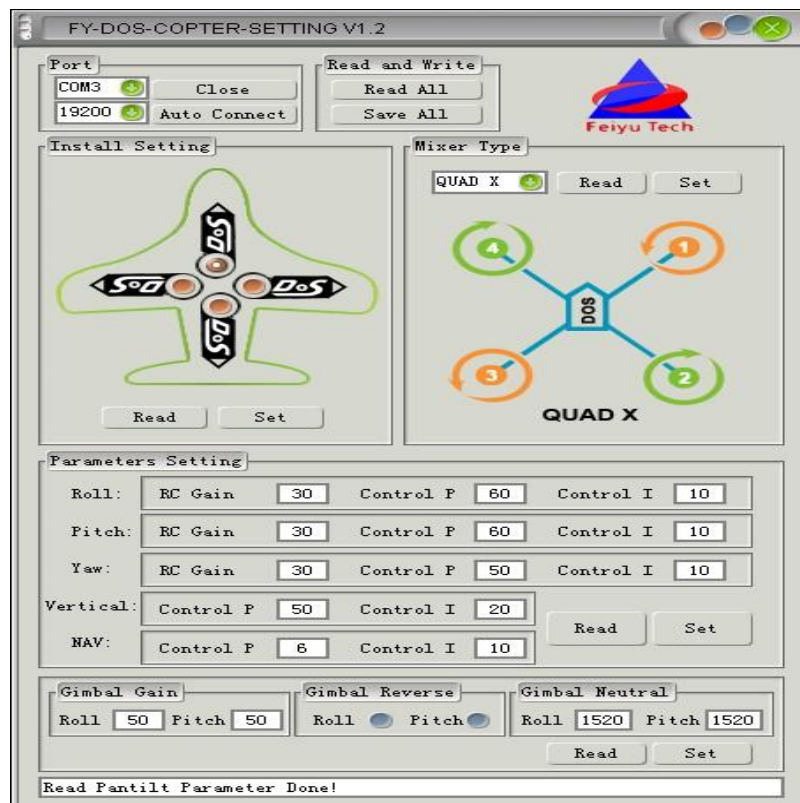 FY-DOS-COPTER-SETTING V1.2
Port
COM3 Close
19200 Auto Connect
Read and Write
Read All
Save All
Feiyu Tech
Install Setting
DoS
DoS DoS
DoS
Read Set
Mixer Type
QUAD X Read Set
4 1
DOS
3 2
QUAD X
Parameters Setting
Roll: RC Gain 30 Control P 60 Control I 10
Pitch: RC Gain 30 Control P 60 Control I 10
Yaw: RC Gain 30 Control P 50 Control I 10
Vertical: Control P 50 Control I 20
NAV: Control P 6 Control I 10
Read Set
Gimbal Gain
Roll 50 Pitch 50
Gimbal Reverse
Roll Pitch
Gimbal Neutral
Roll 1520 Pitch 1520
Read Set
Read Pantilt Parameter Done!